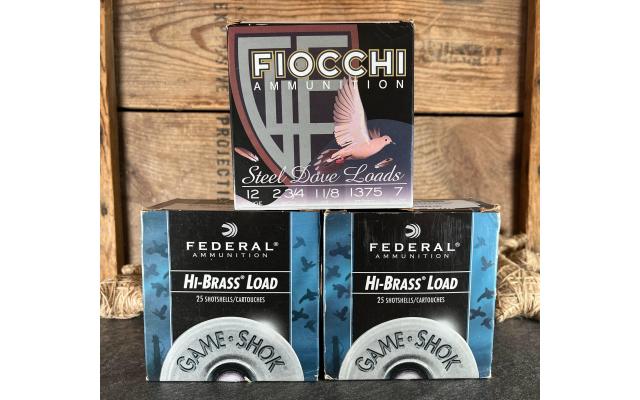 FIOCCHI
AMMUNITION
Steel Dove Loads
12 2 3/4 1 1/8 1375 7
FEDERAL®
AMMUNITION
HI-BRASS® LOAD
25 SHOTSHELLS/CARTOUCHES
GAME-SHOK
FEDERAL®
AMMUNITION
HI-BRASS® LOAD
25 SHOTSHELLS/CARTOUCHES
GAME-SHOK